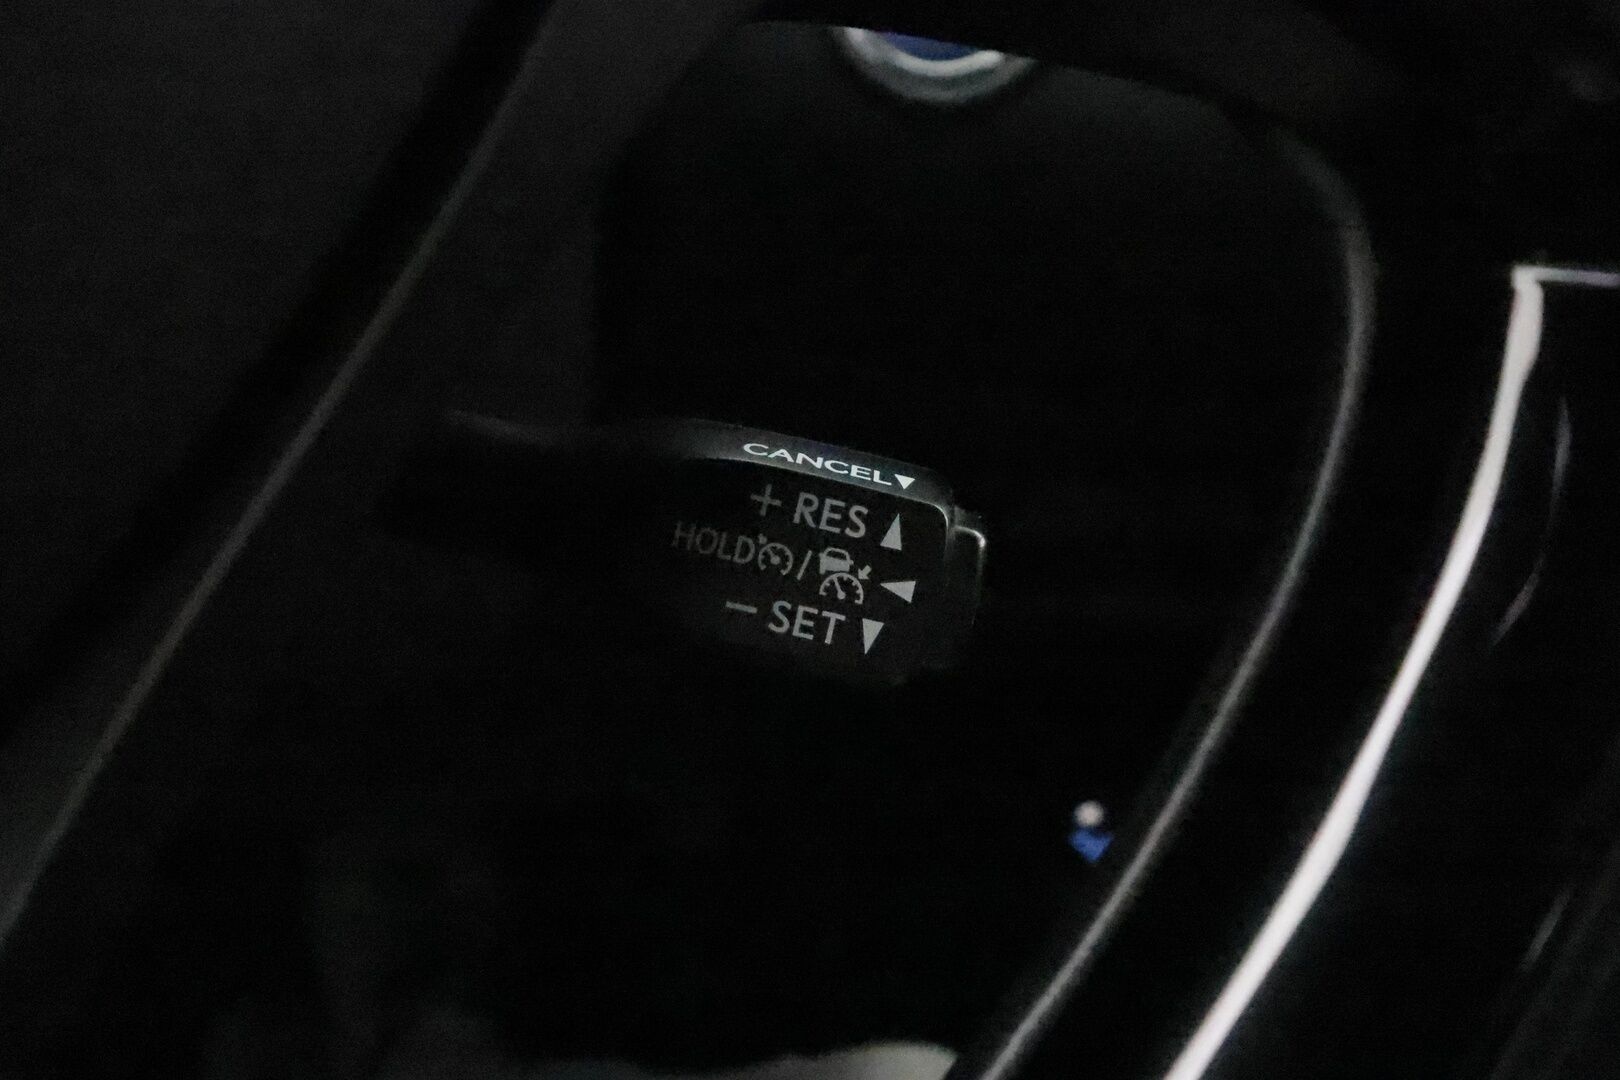 CANCEL▼
+ RES ▲
HOLD / ◀
− SET ▼